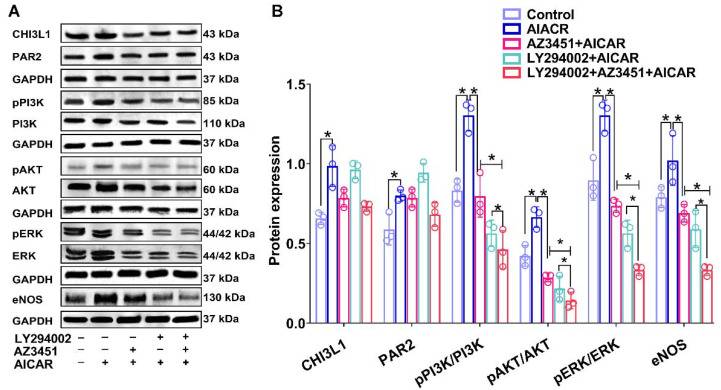 A
CHI3L1 43 kDa
PAR2 43 kDa
GAPDH 37 kDa
pPI3K 85 kDa
PI3K 110 kDa
GAPDH 37 kDa
pAKT 60 kDa
AKT 60 kDa
GAPDH 37 kDa
pERK 44/42 kDa
ERK 44/42 kDa
GAPDH 37 kDa
eNOS 130 kDa
GAPDH 37 kDa
LY294002 – – – + +
AZ3451 – – + – +
AICAR – + + + +
B
Control
AIACR
AZ3451+AICAR
LY294002+AICAR
LY294002+AZ3451+AICAR
Protein expression
1.5
1.0
0.5
0.0
* * * * * * * * * * * * * * * * * *
CHI3L1 PAR2 pPI3K/PI3K pAKT/AKT pERK/ERK eNOS